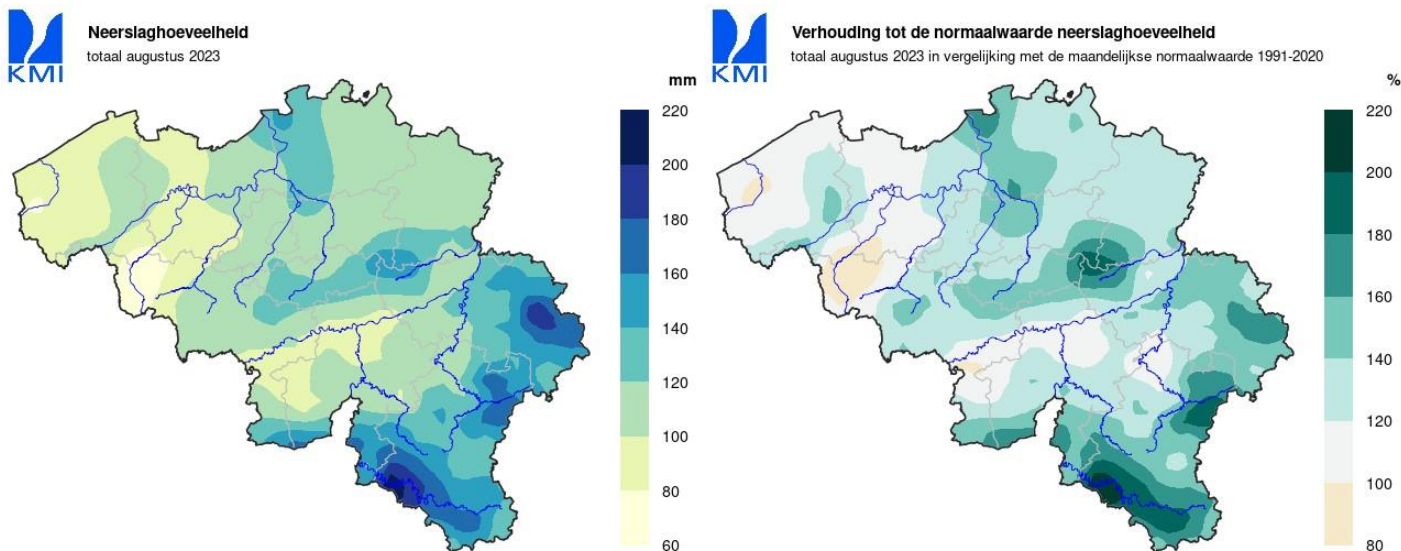 KMI
Neerslaghoeveelheid
totaal augustus 2023
mm
220
200
180
160
140
120
100
80
60
KMI
Verhouding tot de normaalwaarde neerslaghoeveelheid
totaal augustus 2023 in vergelijking met de maandelijkse normaalwaarde 1991-2020
%
220
200
180
160
140
120
100
80